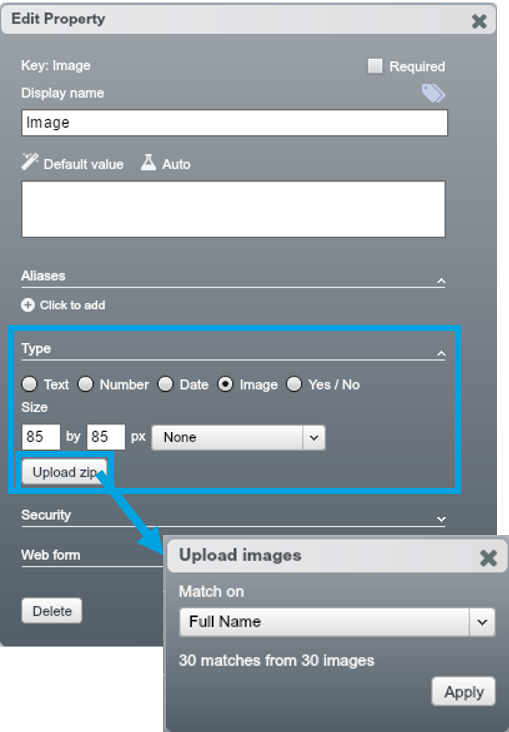 Edit Property
Key: Image
Required
Display name
Image
Default value
Auto
Aliases
Click to add
Type
Text
Number
Date
Image
Yes / No
Size
85 by 85 px None
Upload zip
Security
Web form
Delete
Upload images
Match on
Full Name
30 matches from 30 images
Apply